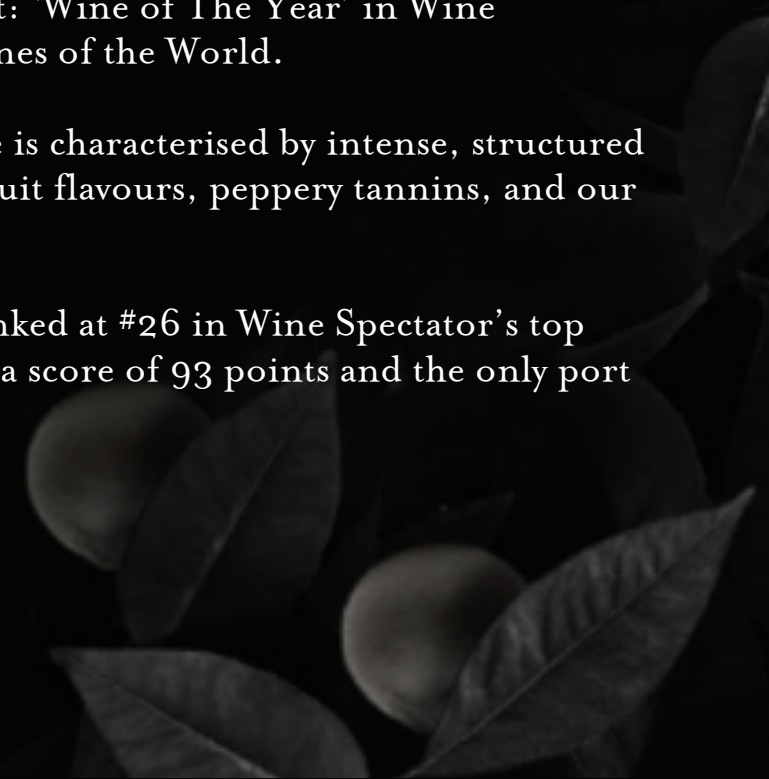 t: 'Wine of The Year' in Wine
nes of the World.
e is characterised by intense, structured
uit flavours, peppery tannins, and our
nked at #26 in Wine Spectator's top
a score of 93 points and the only port